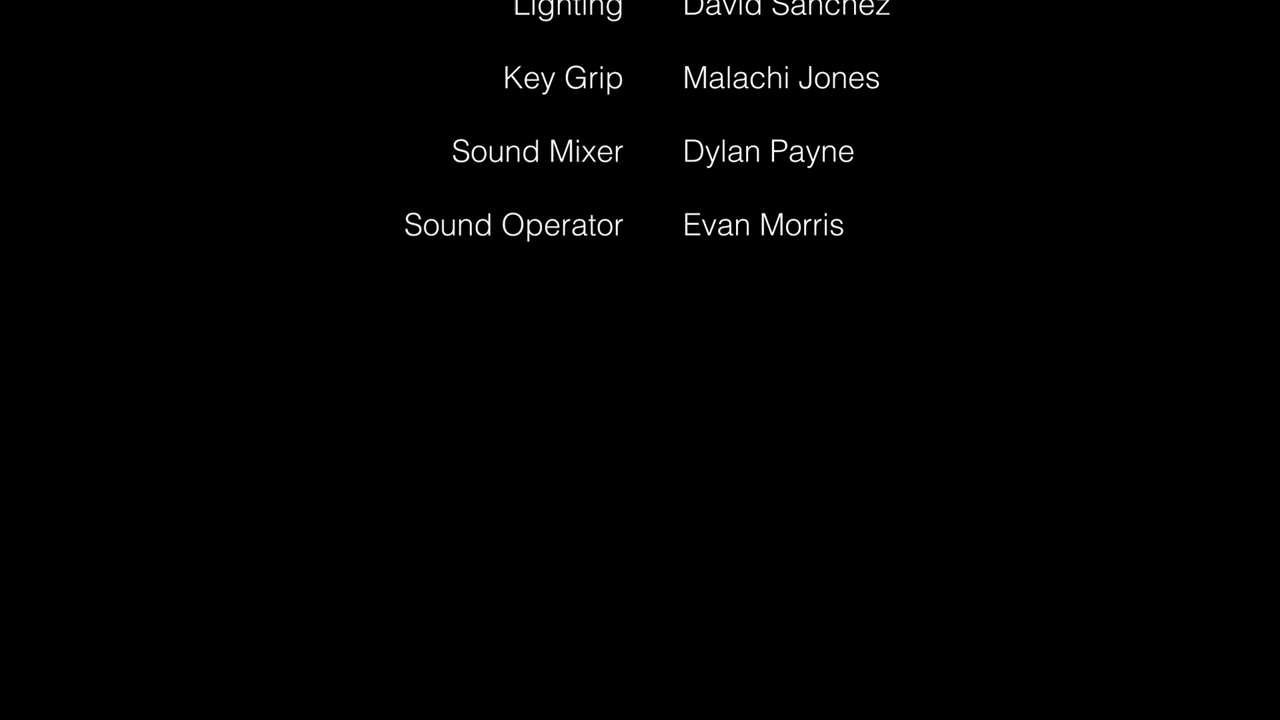 Lighting David Sanchez
Key Grip Malachi Jones
Sound Mixer Dylan Payne
Sound Operator Evan Morris